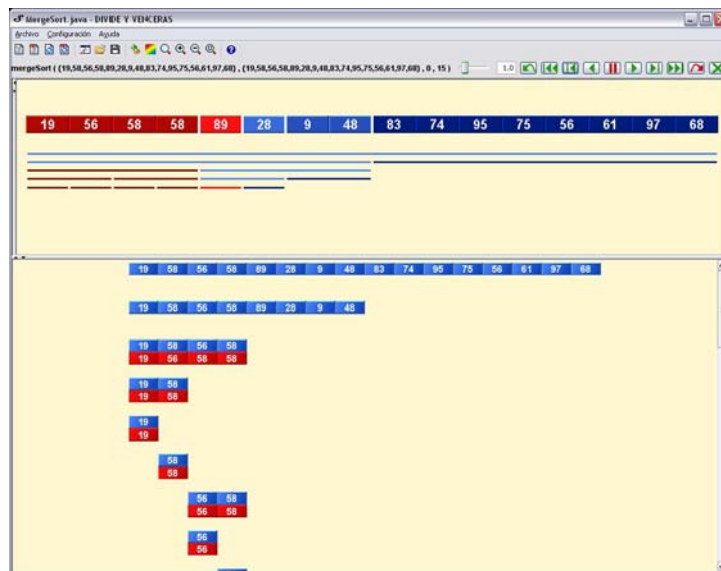 MergeSort.java - DIVIDE Y VENCERAS
Archivo Configuración Ayuda
mergeSort ( {19,58,56,58,89,28,9,48,83,74,95,75,56,61,97,68} , {19,58,56,58,89,28,9,48,83,74,95,75,56,61,97,68} , 0 , 15 ) 1.0
19 56 58 58 89 28 9 48 83 74 95 75 56 61 97 68
19 58 56 58 89 28 9 48 83 74 95 75 56 61 97 68
19 58 56 58 89 28 9 48
19 58 56 58
19 56 58 58
19 58
19 58
19
19
58
58
56 58
56 58
56
56